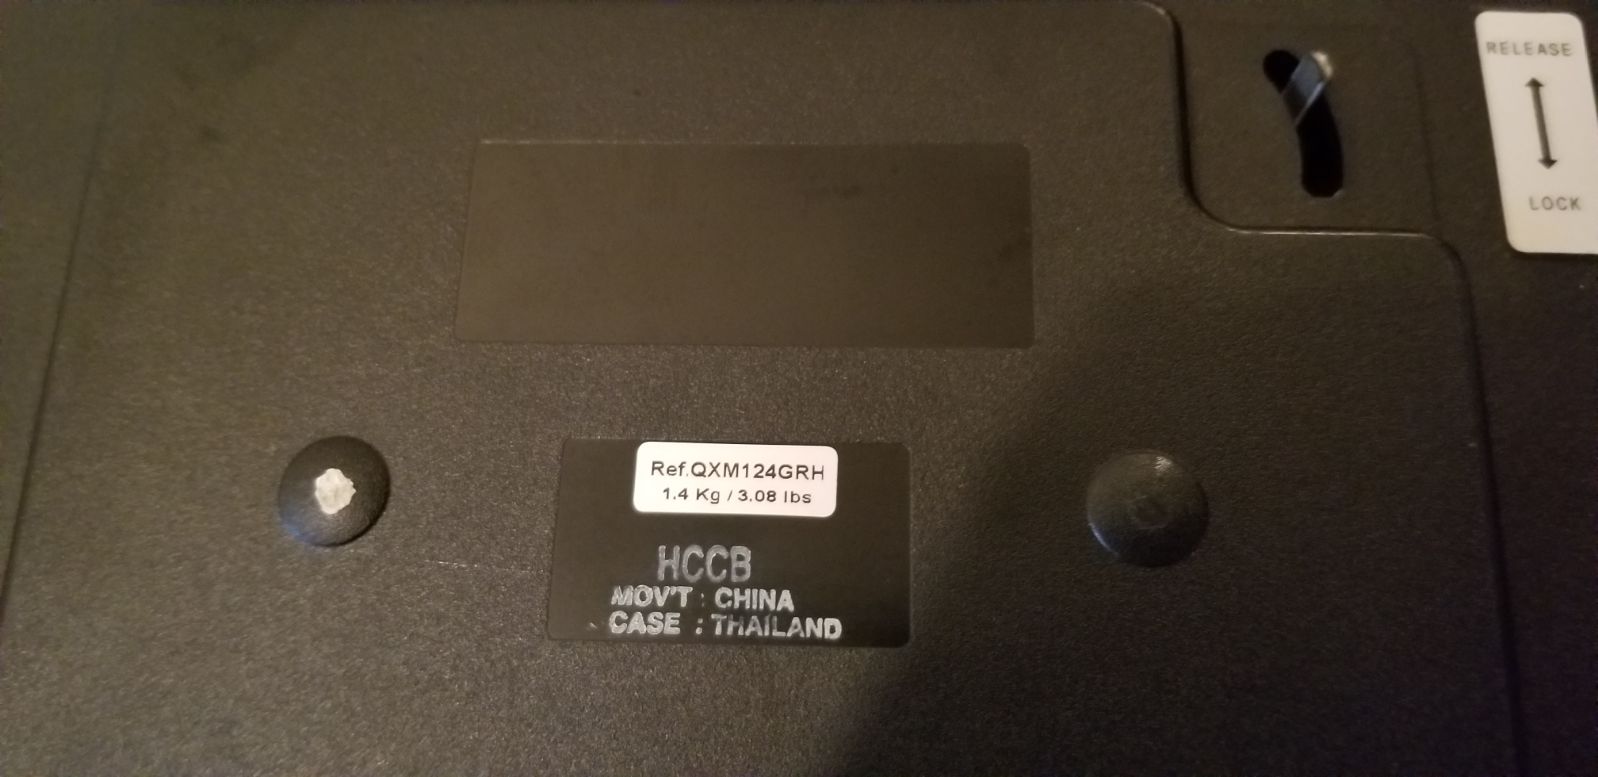 RELEASE
LOCK
Ref.QXM124GRH
1.4 Kg / 3.08 lbs
HCCB
MOV'T : CHINA
CASE : THAILAND